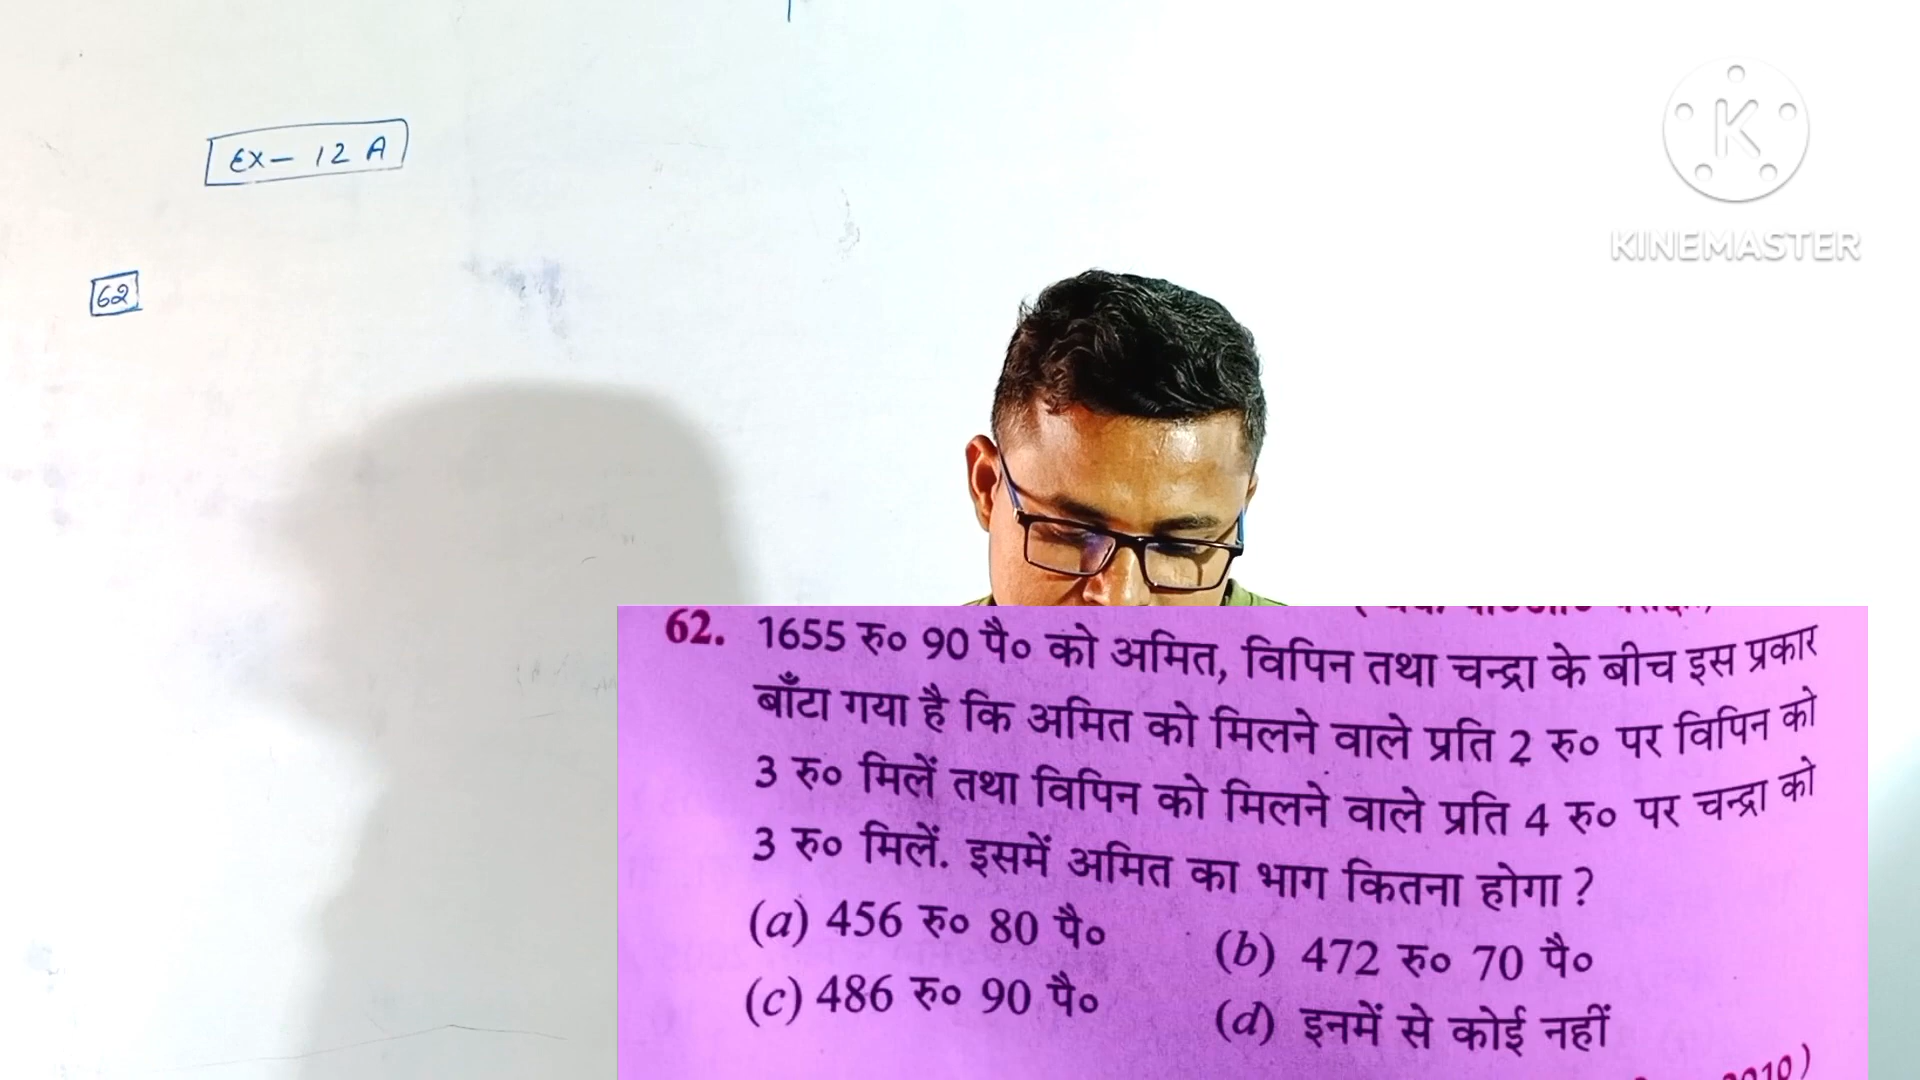 EX- 12 A
KINEMASTER
62
62. 1655 रु० 90 पै० को अमित, विपिन तथा चन्द्रा के बीच इस प्रकार
बाँटा गया है कि अमित को मिलने वाले प्रति 2 रु० पर विपिन को
3 रु० मिलें तथा विपिन को मिलने वाले प्रति 4 रु० पर चन्द्रा को
3 रु० मिलें. इसमें अमित का भाग कितना होगा ?
(a) 456 रु० 80 पै० (b) 472 रु० 70 पै०
(c) 486 रु० 90 पै० (d) इनमें से कोई नहीं